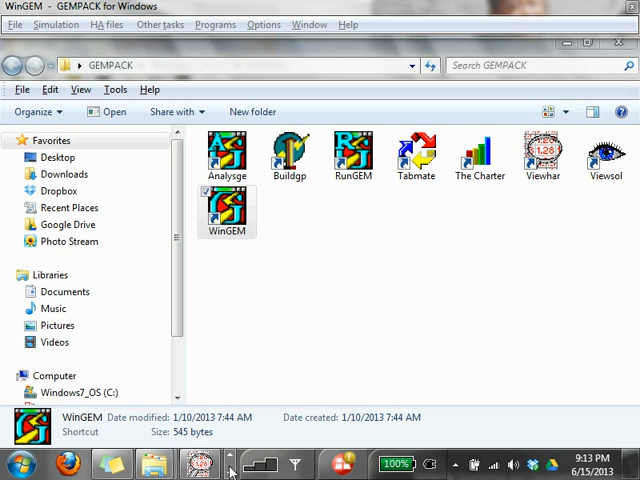 WinGEM - GEMPACK for Windows
File Simulation HA files Other tasks Programs Options Window Help
GEMPACK
Search GEMPACK
File Edit View Tools Help
Organize Open Share with New folder
Favorites
Desktop
Downloads
Dropbox
Recent Places
Google Drive
Photo Stream
Libraries
Documents
Music
Pictures
Videos
Computer
Windows7_OS (C:)
Analysge Buildgp RunGEM Tabmate The Charter Viewhar Viewsol
WinGEM
WinGEM Date modified: 1/10/2013 7:44 AM Date created: 1/10/2013 7:44 AM
Shortcut Size: 545 bytes
100%
9:13 PM
6/15/2013